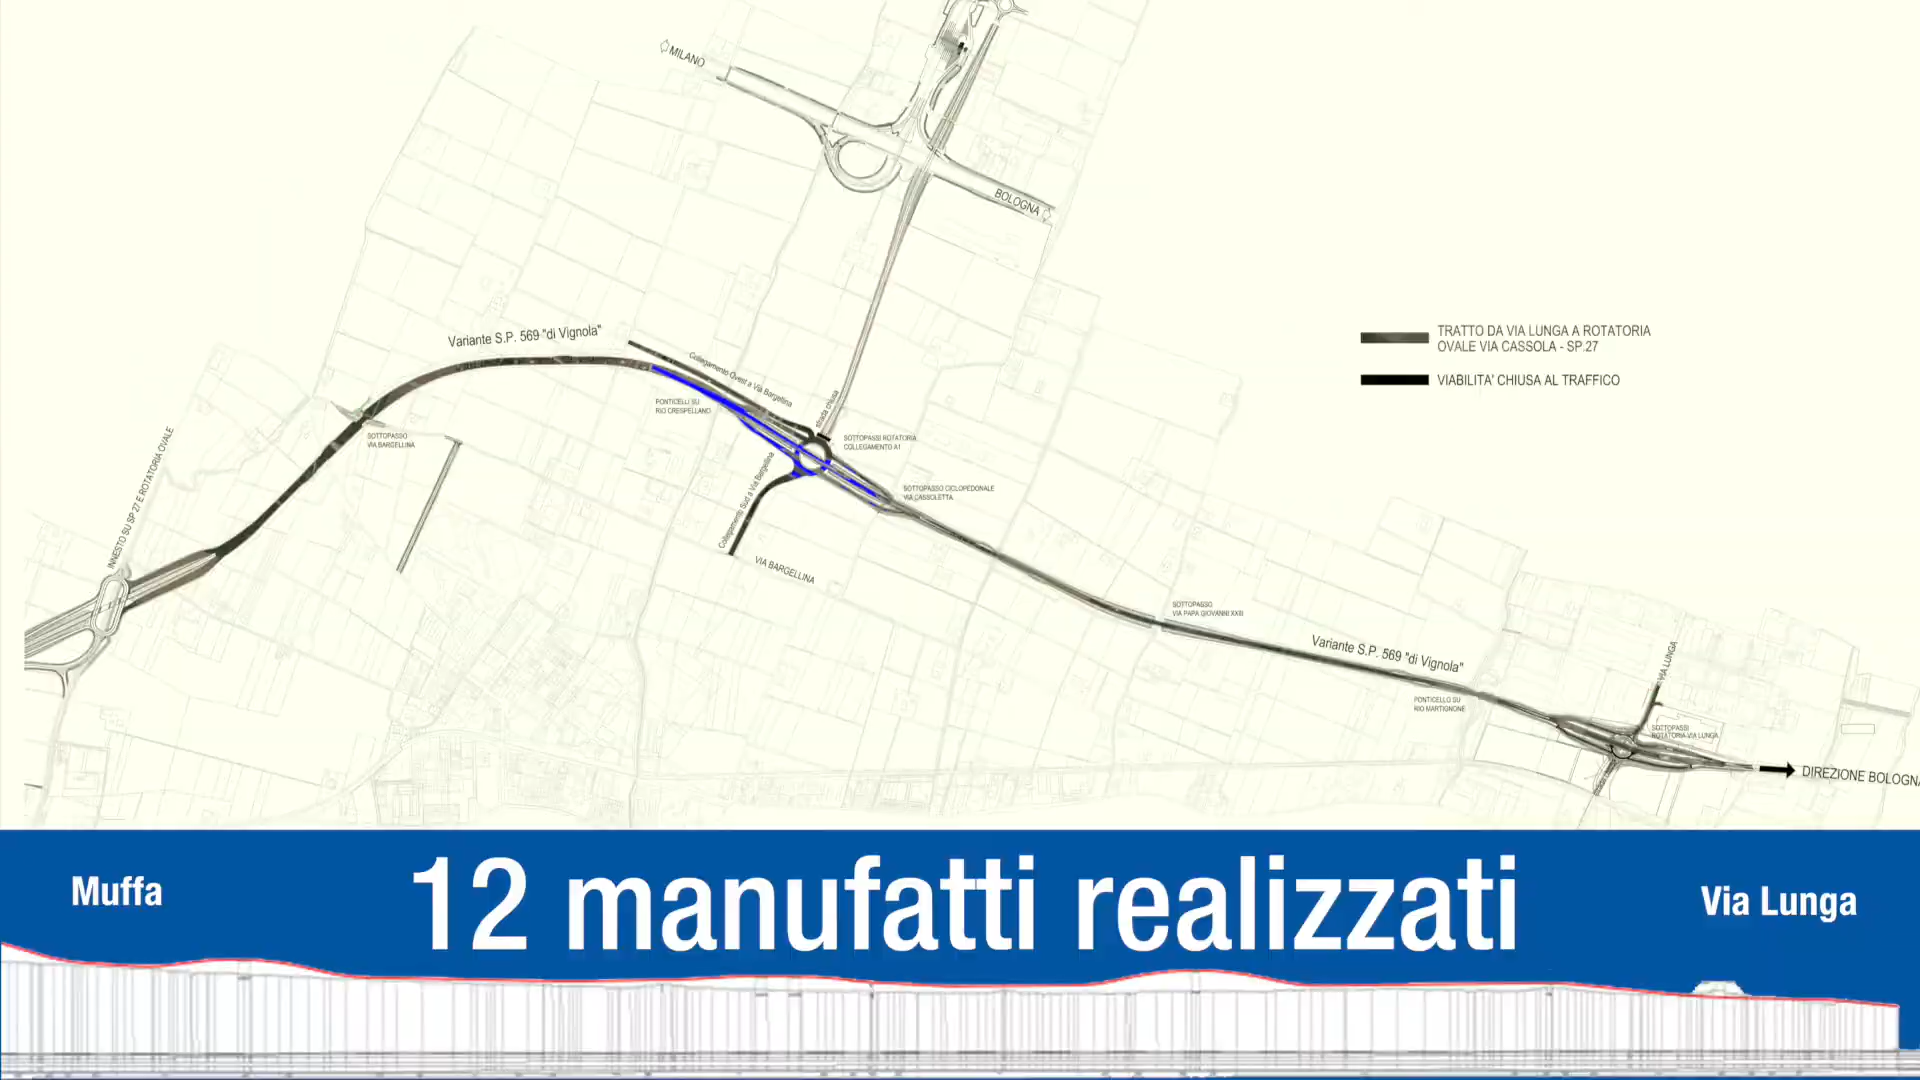 MILANO
BOLOGNA
Variante S.P. 569 "di Vignola"
Collegamento Ovest a Via Bargellina
strada chiusa
TRATTO DA VIA LUNGA A ROTATORIA
OVALE VIA CASSOLA - SP.27
VIABILITA' CHIUSA AL TRAFFICO
PONTICELLI SU
RIO CRESPELLANO
SOTTOPASSO
VIA BARGELLINA
SOTTOPASSI ROTATORIA
COLLEGAMENTO A1
INNESTO SU SP 27 E ROTATORIA OVALE
Collegamento Sud a Via Bargellina
SOTTOPASSO CICLOPEDONALE
VIA CASSOLETTA
VIA BARGELLINA
SOTTOPASSO
VIA PAPA GIOVANNI XXIII
Variante S.P. 569 "di Vignola"
VIA LUNGA
PONTICELLO SU
RIO MARTIGNONE
SOTTOPASSI
ROTATORIA VIA LUNGA
DIREZIONE BOLOGNA
Muffa
12 manufatti realizzati
Via Lunga